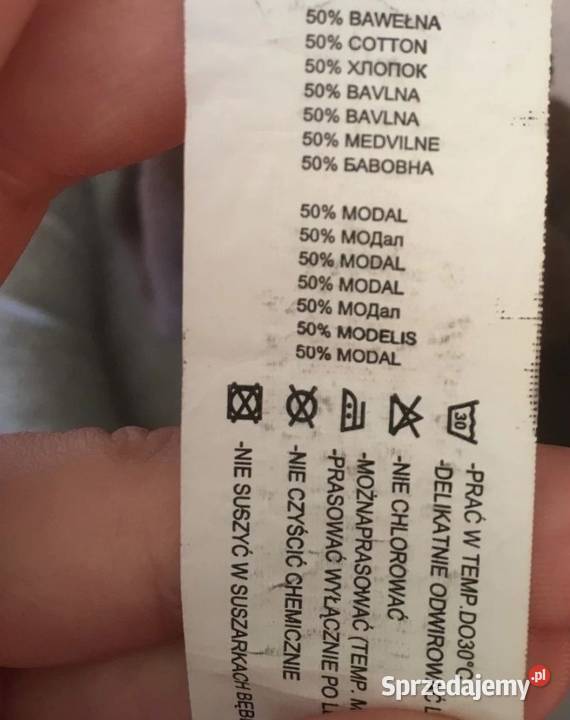 50% BAWEŁNA
50% COTTON
50% ХЛОПОК
50% BAVLNA
50% BAVLNA
50% MEDVILNE
50% БАВОВНА
50% MODAL
50% МОДал
50% MODAL
50% MODAL
50% МОДал
50% MODELIS
50% MODAL
30
-PRAĆ W TEMP.DO30°C
-DELIKATNIE ODWIROWAĆ
-NIE CHLOROWAĆ
-MOŻNAPRASOWAĆ (TEMP.
-PRASOWAĆ WYŁĄCZNIE PO
-NIE CZYŚCIĆ CHEMICZNIE
-NIE SUSZYĆ W SUSZARKACH
Sprzedajemy.pl